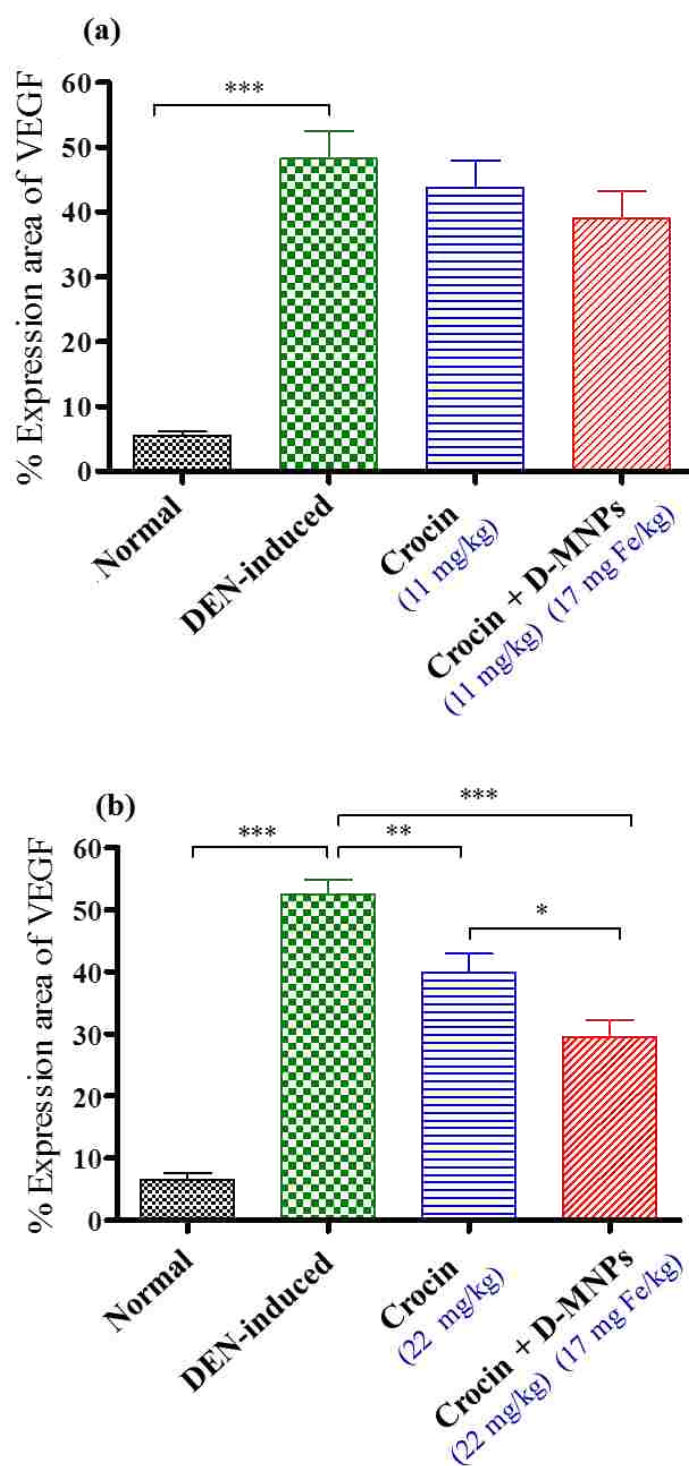 (a)
% Expression area of VEGF
60
50
40
30
20
10
0
***
Normal
DEN-induced
Crocin
(11 mg/kg)
Crocin + D-MNPs
(11 mg/kg) (17 mg Fe/kg)
(b)
% Expression area of VEGF
60
50
40
30
20
10
0
***
***
**
*
Normal
DEN-induced
Crocin
(22 mg/kg)
Crocin + D-MNPs
(22 mg/kg) (17 mg Fe/kg)